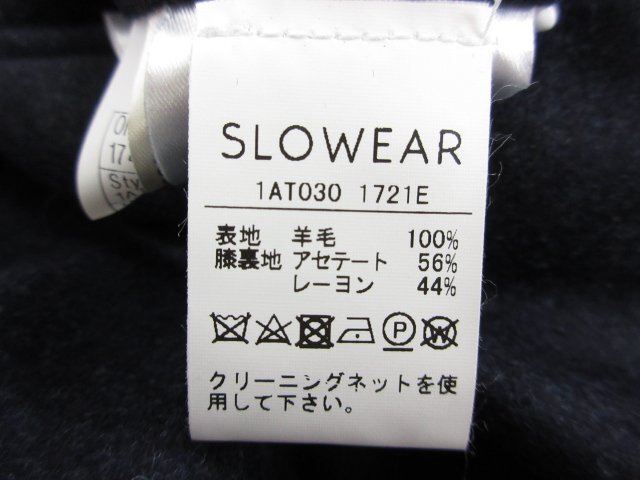 SLOWEAR
1AT030 1721E
表地 羊毛 100%
膝裏地 アセテート 56%
レーヨン 44%
P W
クリーニングネットを使
用して下さい。